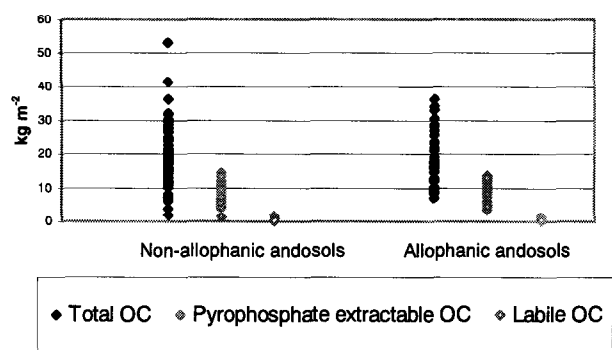 60
50
40
30
20
10
0
kg m⁻²
Non-allophanic andosols Allophanic andosols
Total OC Pyrophosphate extractable OC Labile OC